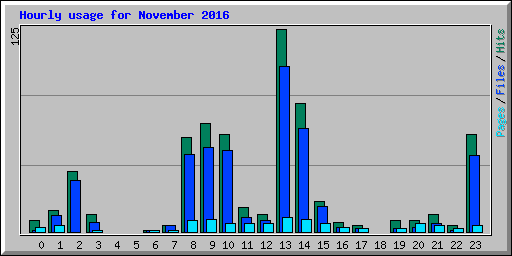 Hourly usage for November 2016
125
Pages / Files / Hits
0 1 2 3 4 5 6 7 8 9 10 11 12 13 14 15 16 17 18 19 20 21 22 23